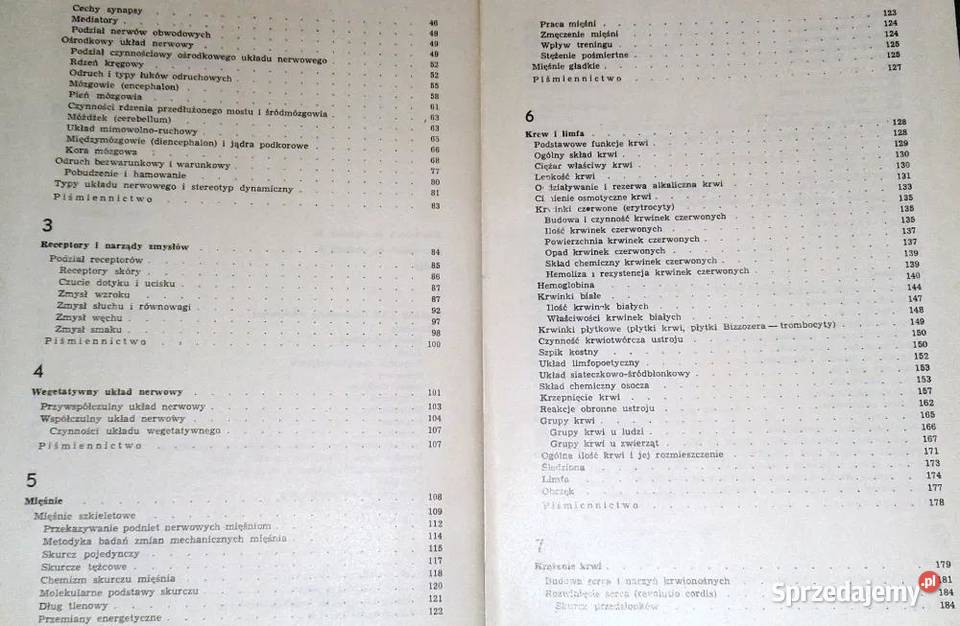 Cechy synapsy 46
Mediatory 48
Podział nerwów obwodowych 49
Ośrodkowy układ nerwowy 49
Podział czynnościowy ośrodkowego układu nerwowego 52
Rdzeń kręgowy 52
Odruch i typy łuków odruchowych 55
Mózgowie (encephalon) 58
Pień mózgowia 61
Czynności rdzenia przedłużonego mostu i śródmózgowia 63
Móżdżek (cerebellum) 63
Układ mimowolno-ruchowy 65
Międzymózgowie (diencephalon) i jądra podkorowe 66
Kora mózgowa 68
Odruch bezwarunkowy i warunkowy 77
Pobudzenie i hamowanie 80
Typy układu nerwowego i stereotyp dynamiczny 81
Piśmiennictwo 83
3
Receptory i narządy zmysłów 84
Podział receptorów 85
Receptory skóry 86
Czucie dotyku i ucisku 87
Zmysł wzroku 87
Zmysł słuchu i równowagi 92
Zmysł węchu 97
Zmysł smaku 98
Piśmiennictwo 100
4
Wegetatywny układ nerwowy 101
Przywspółczulny układ nerwowy 103
Współczulny układ nerwowy 104
Czynności układu wegetatywnego 107
Piśmiennictwo 107
5
Mięśnie 108
Mięśnie szkieletowe 109
Przekazywanie podniet nerwowych mięśniom 112
Metodyka badań zmian mechanicznych mięśnia 114
Skurcz pojedynczy 115
Skurcze tężcowe 117
Chemizm skurczu mięśnia 118
Molekularne podstawy skurczu 120
Dług tlenowy 121
Przemiany energetyczne 122
Praca mięśni 123
Zmęczenie mięśni 124
Wpływ treningu 124
Stężenie pośmiertne 125
Mięśnie gładkie 125
Piśmiennictwo 127
6
Krew i limfa 128
Podstawowe funkcje krwi 128
Ogólny skład krwi 129
Ciężar właściwy krwi 130
Lepkość krwi 130
Oddziaływanie i rezerwa alkaliczna krwi 131
Ciśnienie osmotyczne krwi 133
Krwinki czerwone (erytrocyty) 135
Budowa i czynność krwinek czerwonych 135
Ilość krwinek czerwonych 135
Powierzchnia krwinek czerwonych 137
Opad krwinek czerwonych 137
Skład chemiczny krwinek czerwonych 139
Hemoliza i rezystencja krwinek czerwonych 139
Hemoglobina 140
Krwinki białe 144
Ilość krwinek białych 147
Właściwości krwinek białych 148
Krwinki płytkowe (płytki krwi, płytki Bizzozera — trombocyty) 149
Czynność krwiotwórcza ustroju 150
Szpik kostny 150
Układ limfopoetyczny 152
Układ siateczkowo-śródbłonkowy 153
Skład chemiczny osocza 153
Krzepnięcie krwi 157
Reakcje obronne ustroju 162
Grupy krwi 165
Grupy krwi u ludzi 166
Grupy krwi u zwierząt 167
Ogólna ilość krwi i jej rozmieszczenie 171
Śledziona 173
Limfa 174
Obrzęk 177
Piśmiennictwo 178
7
Krążenie krwi 179
Budowa serca i naczyń krwionośnych 181
serca (revolutio cordis) 184
Skurcz przedsionków 184
Sprzedajemy.pl